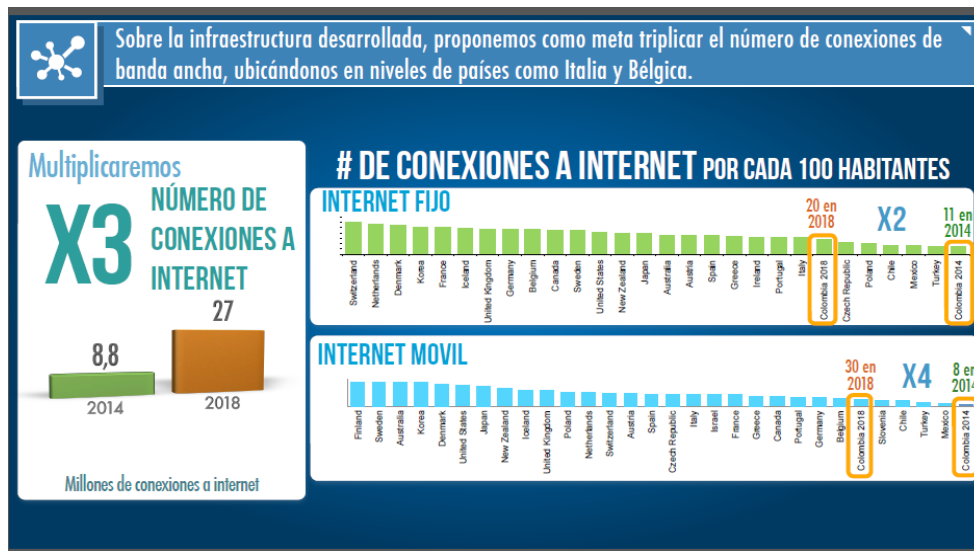 Sobre la infraestructura desarrollada, proponemos como meta triplicar el número de conexiones de
banda ancha, ubicándonos en niveles de países como Italia y Bélgica.
Multiplicaremos
X3
NÚMERO DE
CONEXIONES A
INTERNET
8,8
27
2014
2018
Millones de conexiones a internet
# DE CONEXIONES A INTERNET POR CADA 100 HABITANTES
INTERNET FIJO
20 en
2018
X2
11 en
2014
Switzerland
Netherlands
Denmark
Korea
France
Iceland
United Kingdom
Germany
Belgium
Canada
Sweden
United States
New Zealand
Japan
Australia
Austria
Spain
Greece
Ireland
Portugal
Italy
Colombia 2018
Czech Republic
Poland
Chile
Mexico
Turkey
Colombia 2014
INTERNET MOVIL
30 en
2018
X4
8 en
2014
Finland
Sweden
Australia
Korea
Denmark
United States
Japan
New Zealand
Iceland
United Kingdom
Poland
Netherlands
Switzerland
Austria
Spain
Czech Republic
Italy
Israel
France
Greece
Canada
Portugal
Germany
Belgium
Colombia 2018
Slovenia
Chile
Turkey
Mexico
Colombia 2014